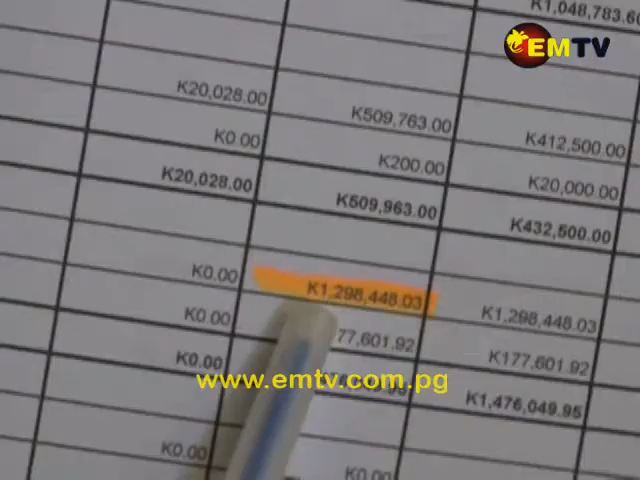 K1,048,783.60
EMTV
K20,028.00 K509,763.00 K412,500.00
K0.00 K200.00 K20,000.00
K20,028.00 K509,963.00 K432,500.00
K0.00 K1,298,448.03 K1,298,448.03
K0.00 77,601.92 K177,601.92
K0.00 K1,476,049.95
www.emtv.com.pg
K0.00 K0.00